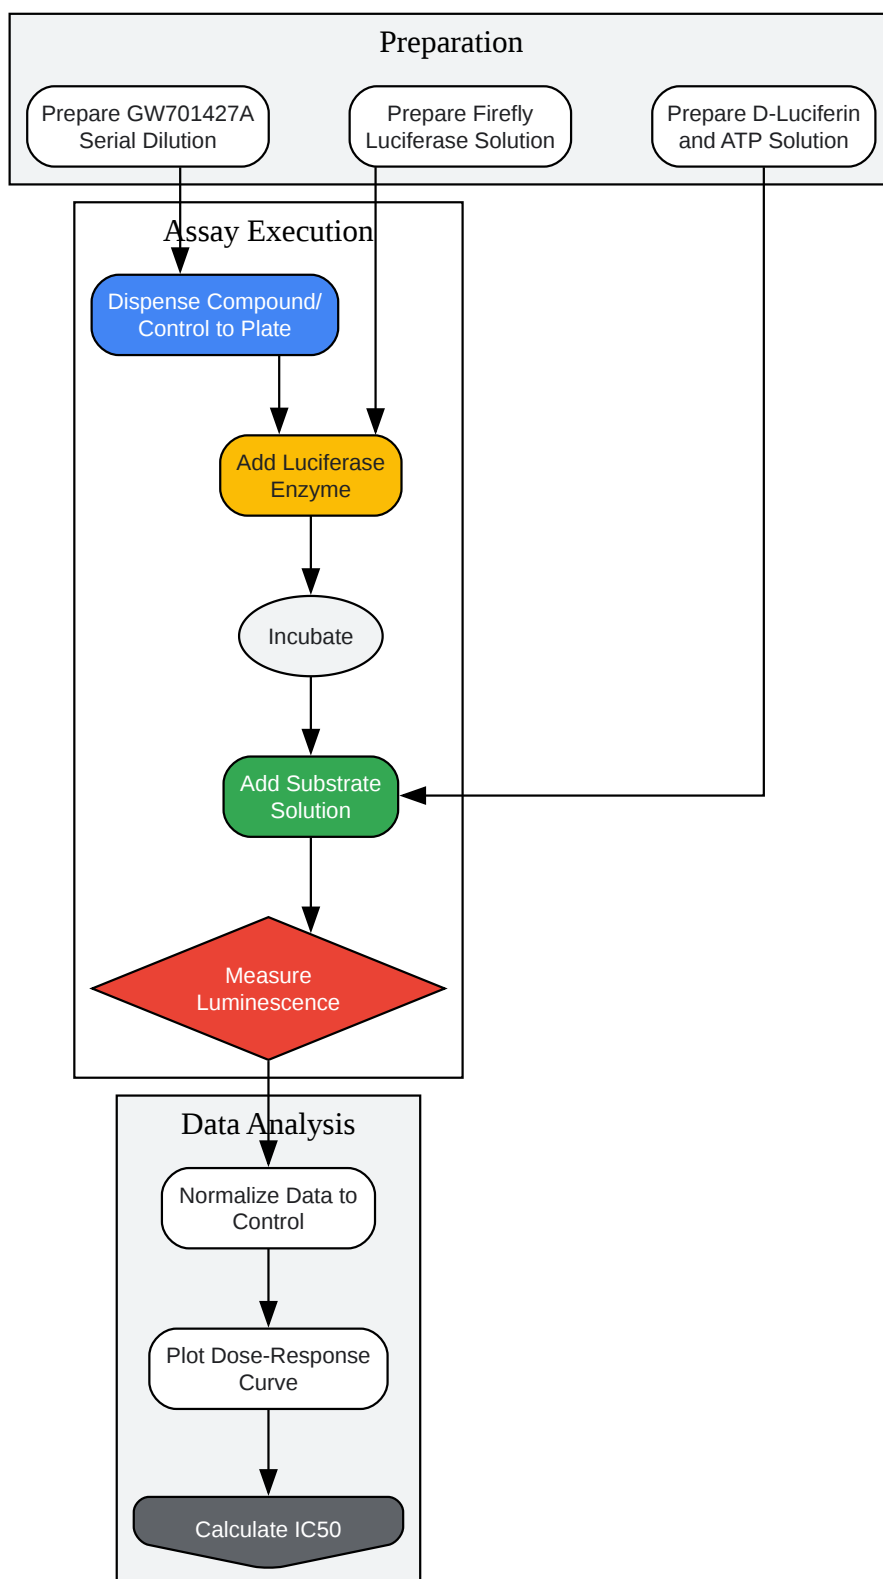 Preparation
Prepare GW701427A
Serial Dilution
Prepare Firefly
Luciferase Solution
Prepare D-Luciferin
and ATP Solution
Assay Execution
Dispense Compound/
Control to Plate
Add Luciferase
Enzyme
Incubate
Add Substrate
Solution
Measure
Luminescence
Data Analysis
Normalize Data to
Control
Plot Dose-Response
Curve
Calculate IC50